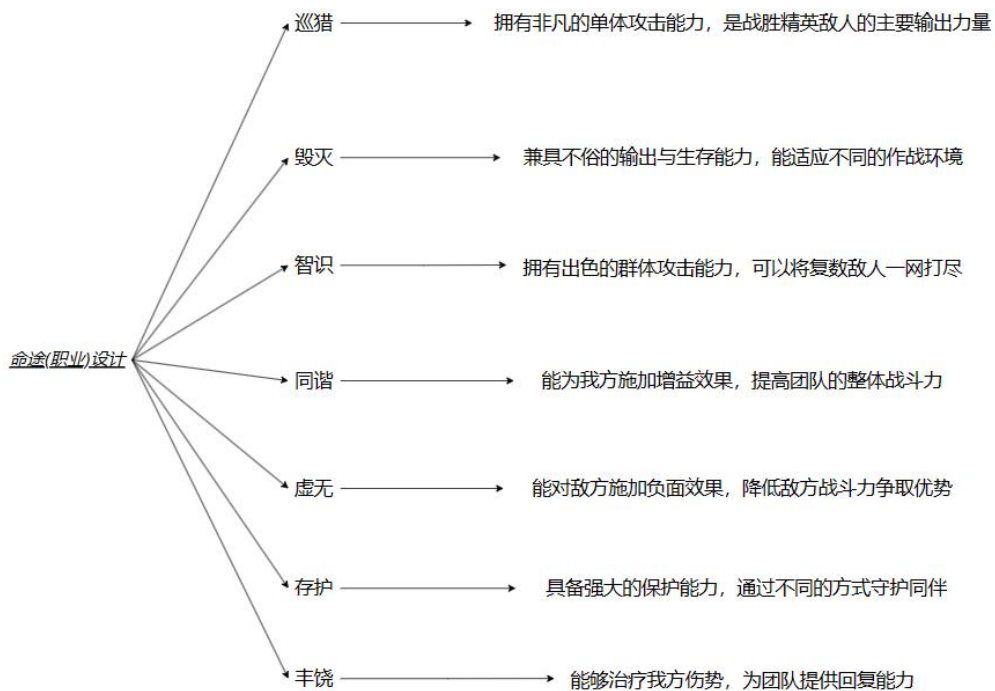 巡猎
拥有非凡的单体攻击能力，是战胜精英敌人的主要输出力量
毁灭
兼具不俗的输出与生存能力，能适应不同的作战环境
智识
拥有出色的群体攻击能力，可以将复数敌人一网打尽
命途(职业)设计
同谐
能为我方施加增益效果，提高团队的整体战斗力
虚无
能对敌方施加负面效果，降低敌方战斗力争取优势
存护
具备强大的保护能力，通过不同的方式守护同伴
丰饶
能够治疗我方伤势，为团队提供回复能力